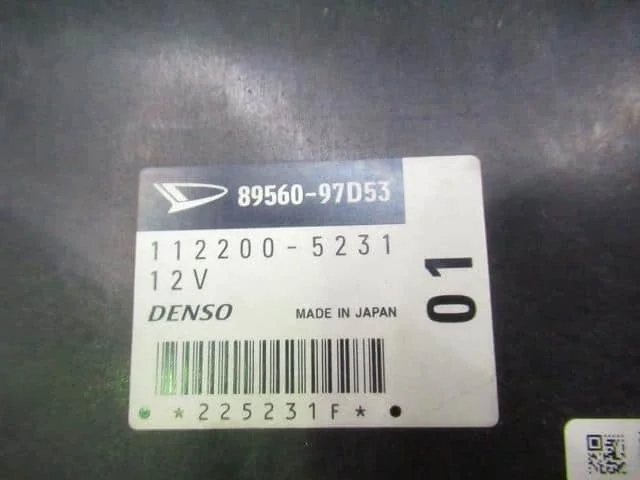 89560-97D53
112200-5231
12V
DENSO MADE IN JAPAN
01
*225231F*